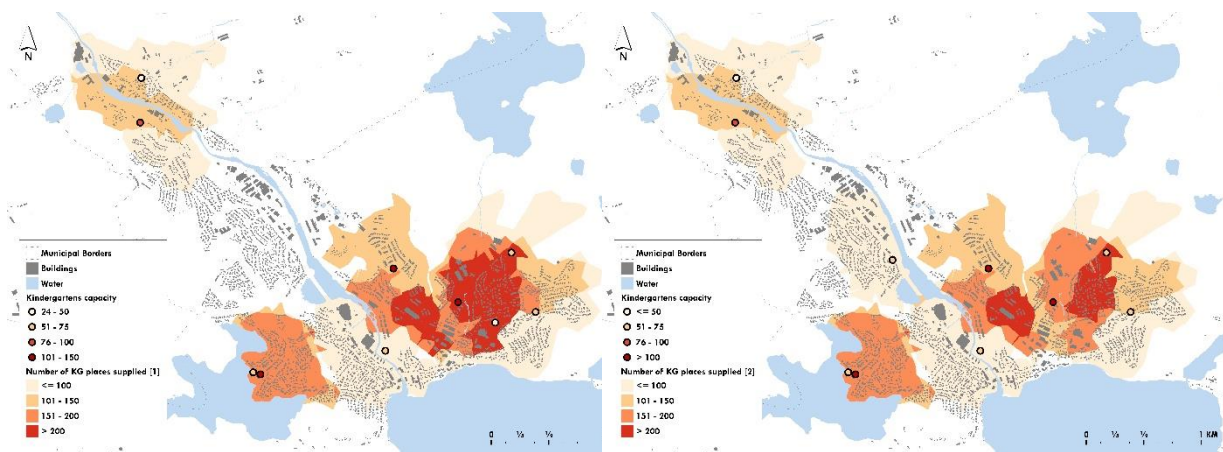 N
Municipal Borders
Buildings
Water
Kindergartens capacity
24 - 50
51 - 75
76 - 100
101 - 150
Number of KG places supplied [1]
<= 100
101 - 150
151 - 200
> 200
0
N
Municipal Borders
Buildings
Water
Kindergartens capacity
<= 50
51 - 75
76 - 100
> 100
Number of KG places supplied [2]
<= 100
101 - 150
151 - 200
> 200
0 1 KM